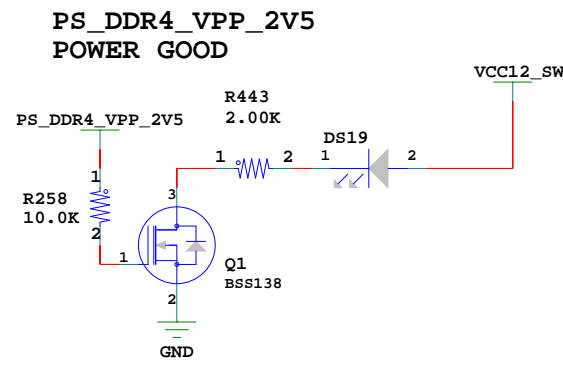 PS_DDR4_VPP_2V5
POWER GOOD
VCC12_SW
R443
2.00K
PS_DDR4_VPP_2V5
DS19
1
2
1
2
1
3
R258
10.0K
2
1
Q1
BSS138
2
GND